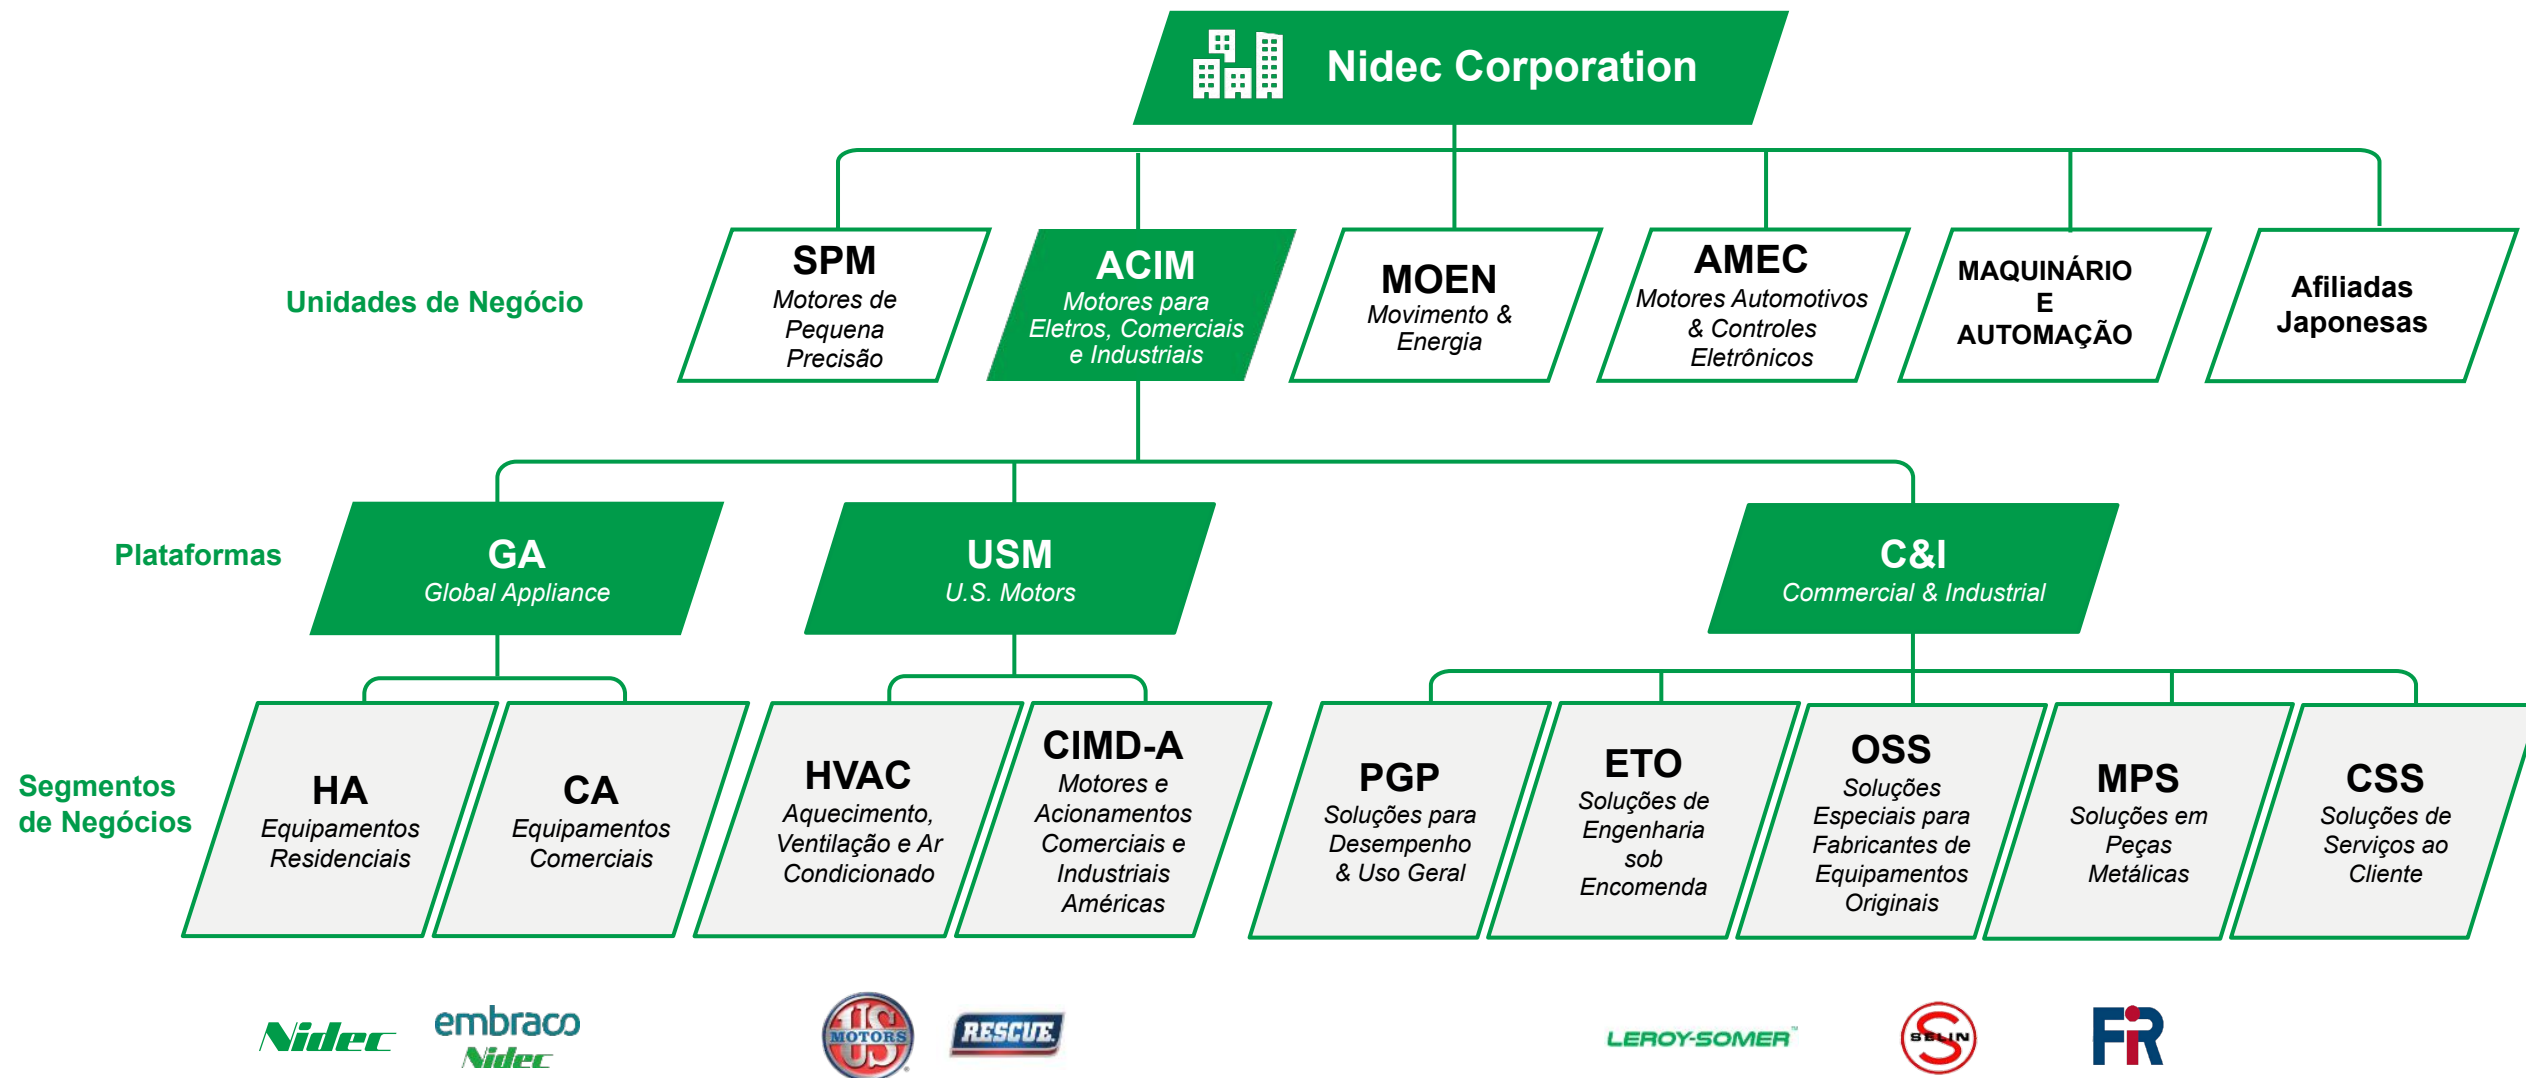 Nidec Corporation
Unidades de Negócio
SPM
Motores de
Pequena
Precisão
ACIM
Motores para
Eletros, Comerciais
e Industriais
MOEN
Movimento &
Energia
AMEC
Motores Automotivos
& Controles
Eletrônicos
MAQUINÁRIO
E
AUTOMAÇÃO
Afiliadas
Japonesas
Plataformas
GA
Global Appliance
USM
U.S. Motors
C&I
Commercial & Industrial
Segmentos
de Negócios
HA
Equipamentos
Residenciais
CA
Equipamentos
Comerciais
HVAC
Aquecimento,
Ventilação e Ar
Condicionado
CIMD-A
Motores e
Acionamentos
Comerciais e
Industriais
Américas
PGP
Soluções para
Desempenho
& Uso Geral
ETO
Soluções de
Engenharia
sob
Encomenda
OSS
Soluções
Especiais para
Fabricantes de
Equipamentos
Originais
MPS
Soluções em
Peças
Metálicas
CSS
Soluções de
Serviços ao
Cliente
Nidec
embraco
Nidec
US
MOTORS
RESCUE
LEROY-SOMER™
SELIN
FIR